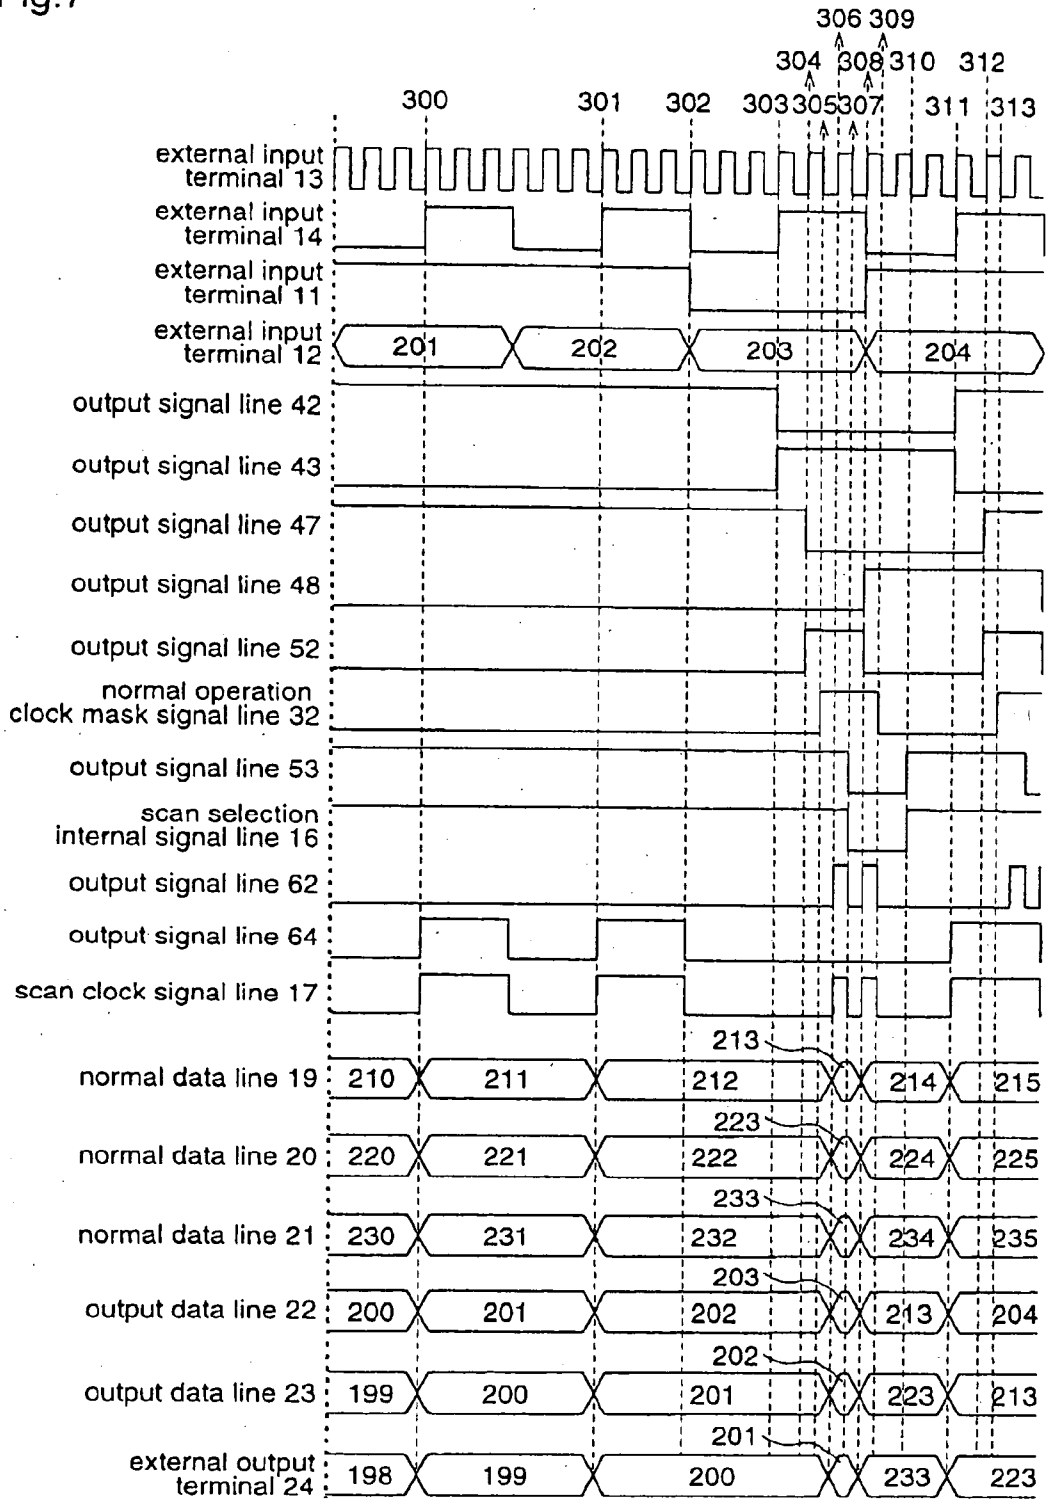 Fig.7
306 309
304 308 310 312
300 301 302 303 305 307 311 313
external input
terminal 13
external input
terminal 14
external input
terminal 11
external input
terminal 12
201 202 203 204
output signal line 42
output signal line 43
output signal line 47
output signal line 48
output signal line 52
normal operation
clock mask signal line 32
output signal line 53
scan selection
internal signal line 16
output signal line 62
output signal line 64
scan clock signal line 17
213
normal data line 19 210 211 212 214 215
223
normal data line 20 220 221 222 224 225
233
normal data line 21 230 231 232 234 235
203
output data line 22 200 201 202 213 204
202
output data line 23 199 200 201 223 213
201
external output
terminal 24
198 199 200 233 223